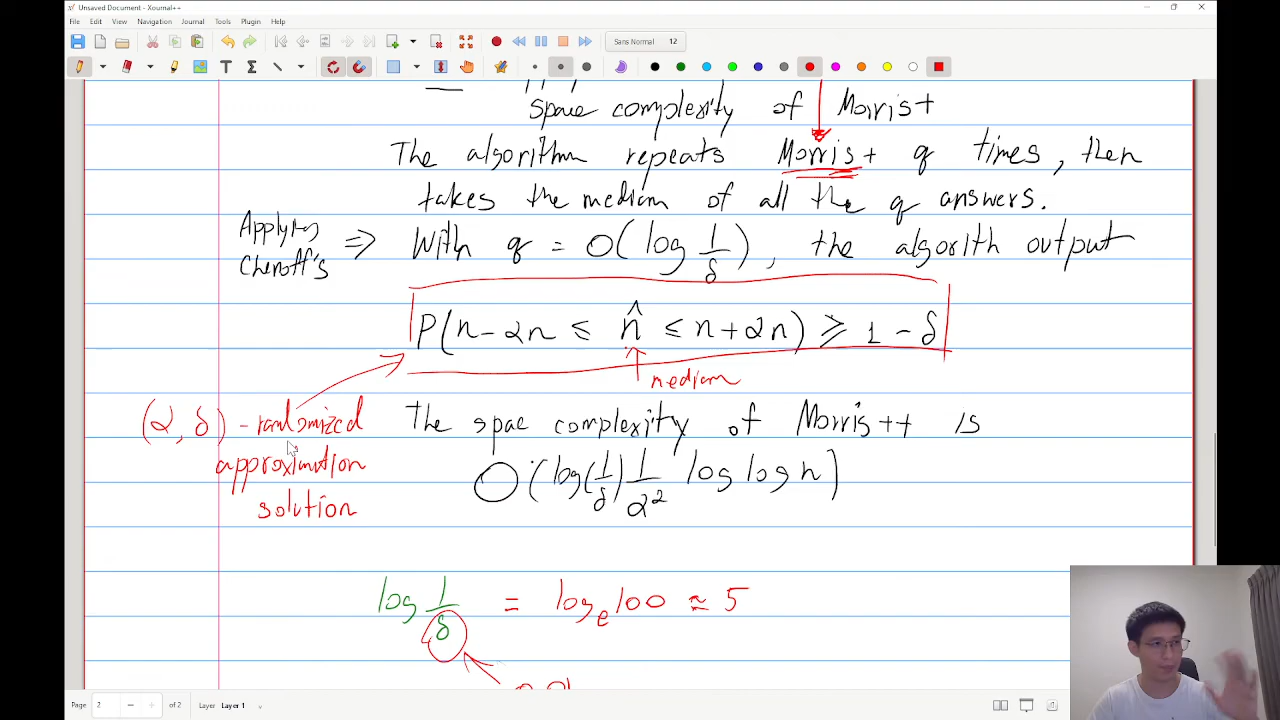 Unsaved Document - Xournal++
File Edit View Navigation Journal Tools Plugin Help
Sans Normal 12
space complexity of Morris+
The algorithm repeats Morris+ q times, then
takes the median of all the q answers.
Applying
Chernoff's
⇒ With q = O(log 1/δ), the algorith output
P(n-αn ≤ n̂ ≤ n+αn) ≥ 1-δ
median
(α, δ) - randomized
approximation
solution
The spac complexity of Morris++ is
O(log(1/δ) 1/α² log log n)
log 1/δ = logₑ100 ≈ 5
Page 2 of 2 Layer Layer 1